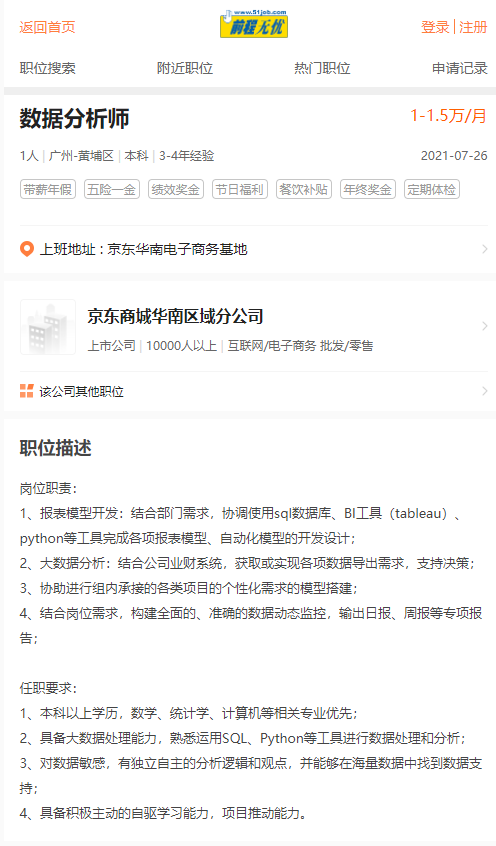 返回首页
www.51job.com
前程无忧
登录 | 注册
职位搜索 附近职位 热门职位 申请记录
数据分析师
1-1.5万/月
1人 | 广州-黄埔区 | 本科 | 3-4年经验
2021-07-26
带薪年假 五险一金 绩效奖金 节日福利 餐饮补贴 年终奖金 定期体检
上班地址 : 京东华南电子商务基地
京东商城华南区域分公司
上市公司 | 10000人以上 | 互联网/电子商务 批发/零售
该公司其他职位
职位描述
岗位职责：
1、报表模型开发：结合部门需求，协调使用sql数据库、BI工具（tableau）、
python等工具完成各项报表模型、自动化模型的开发设计；
2、大数据分析：结合公司业财系统，获取或实现各项数据导出需求，支持决策；
3、协助进行组内承接的各类项目的个性化需求的模型搭建；
4、结合岗位需求，构建全面的、准确的数据动态监控，输出日报、周报等专项报
告；
任职要求：
1、本科以上学历，数学、统计学、计算机等相关专业优先；
2、具备大数据处理能力，熟悉运用SQL、Python等工具进行数据处理和分析；
3、对数据敏感，有独立自主的分析逻辑和观点，并能够在海量数据中找到数据支
持；
4、具备积极主动的自驱学习能力，项目推动能力。